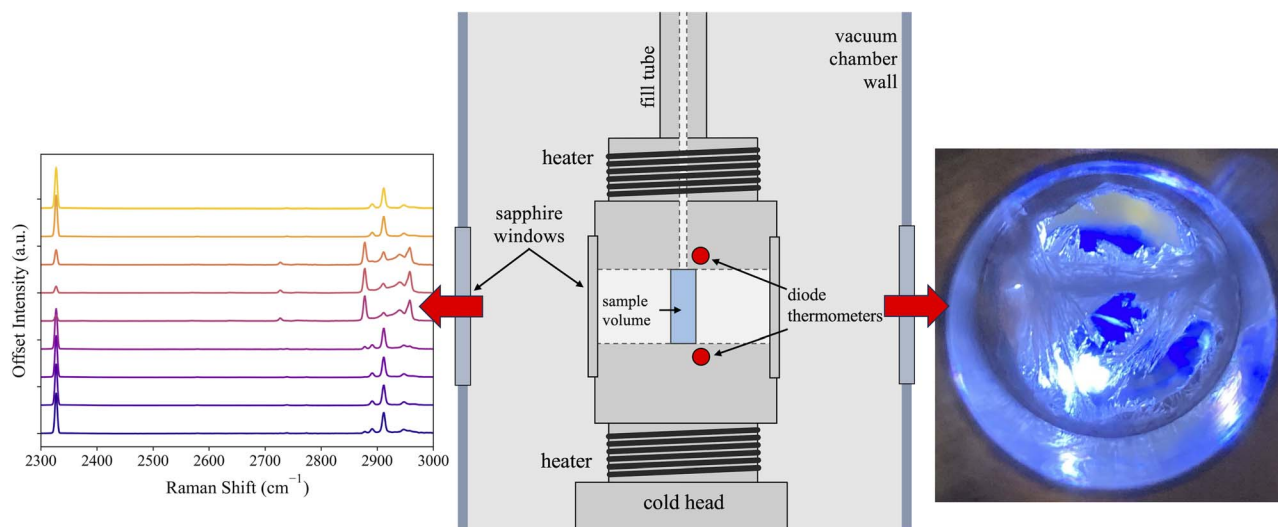 Offset Intensity (a.u.)
2300 2400 2500 2600 2700 2800 2900 3000
Raman Shift (cm⁻¹)
fill tube
vacuum
chamber
wall
heater
sapphire
windows
sample
volume
diode
thermometers
heater
cold head